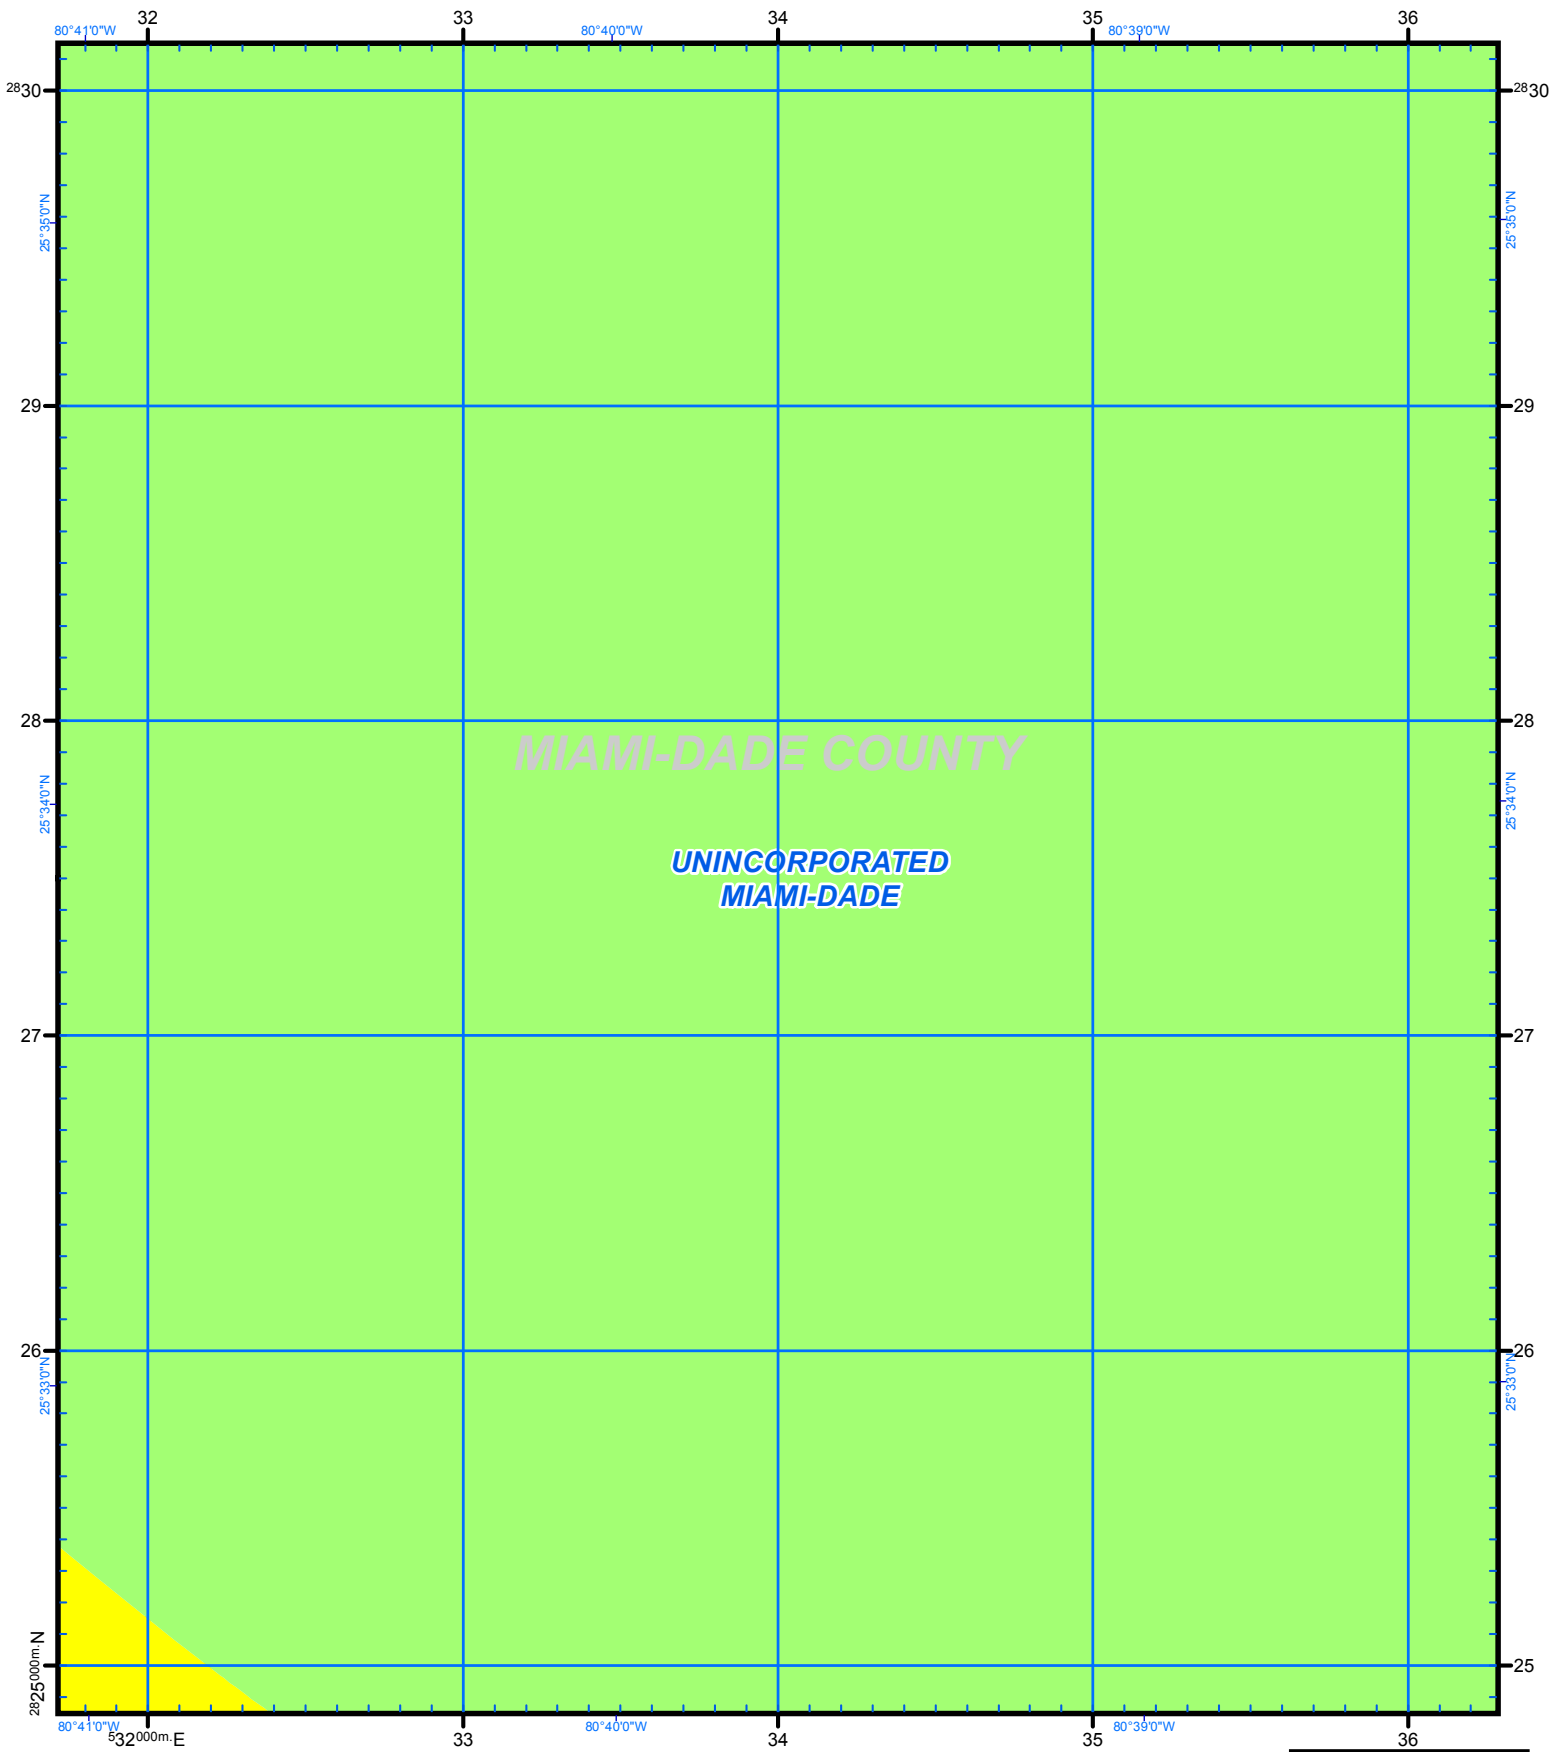 32 33 34 35 36
80°41'0"W 80°40'0"W 80°39'0"W
2830 2830
25°35'0"N 25°35'0"N
29 29
28 28
MIAMI-DADE COUNTY
25°34'0"N 25°34'0"N
UNINCORPORATED
MIAMI-DADE
27 27
26 26
25°33'0"N 25°33'0"N
2825000m.N 25
80°41'0"W 80°40'0"W 80°39'0"W
532000m.E 33 34 35 36